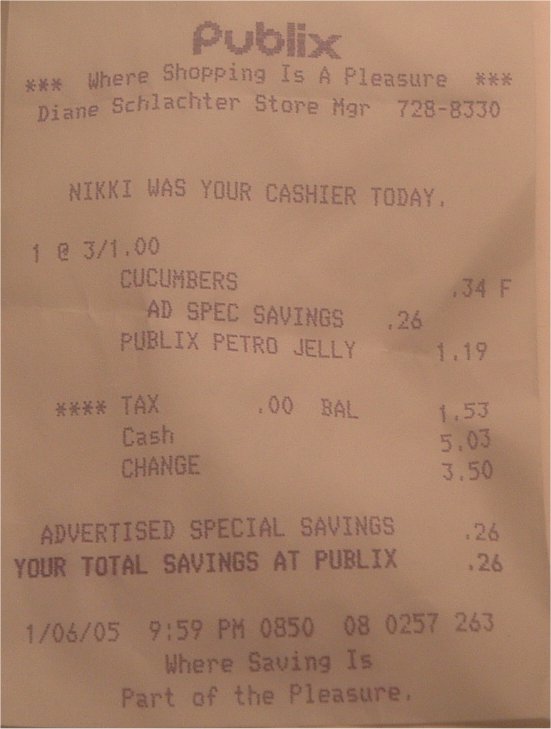 Publix
*** Where Shopping Is A Pleasure ***
Diane Schlachter Store Mgr 728-8330
NIKKI WAS YOUR CASHIER TODAY.
1 @ 3/1.00
CUCUMBERS .34 F
AD SPEC SAVINGS .26
PUBLIX PETRO JELLY 1.19
**** TAX .00 BAL 1.53
Cash 5.03
CHANGE 3.50
ADVERTISED SPECIAL SAVINGS .26
YOUR TOTAL SAVINGS AT PUBLIX .26
1/06/05 9:59 PM 0850 08 0257 263
Where Saving Is
Part of the Pleasure.